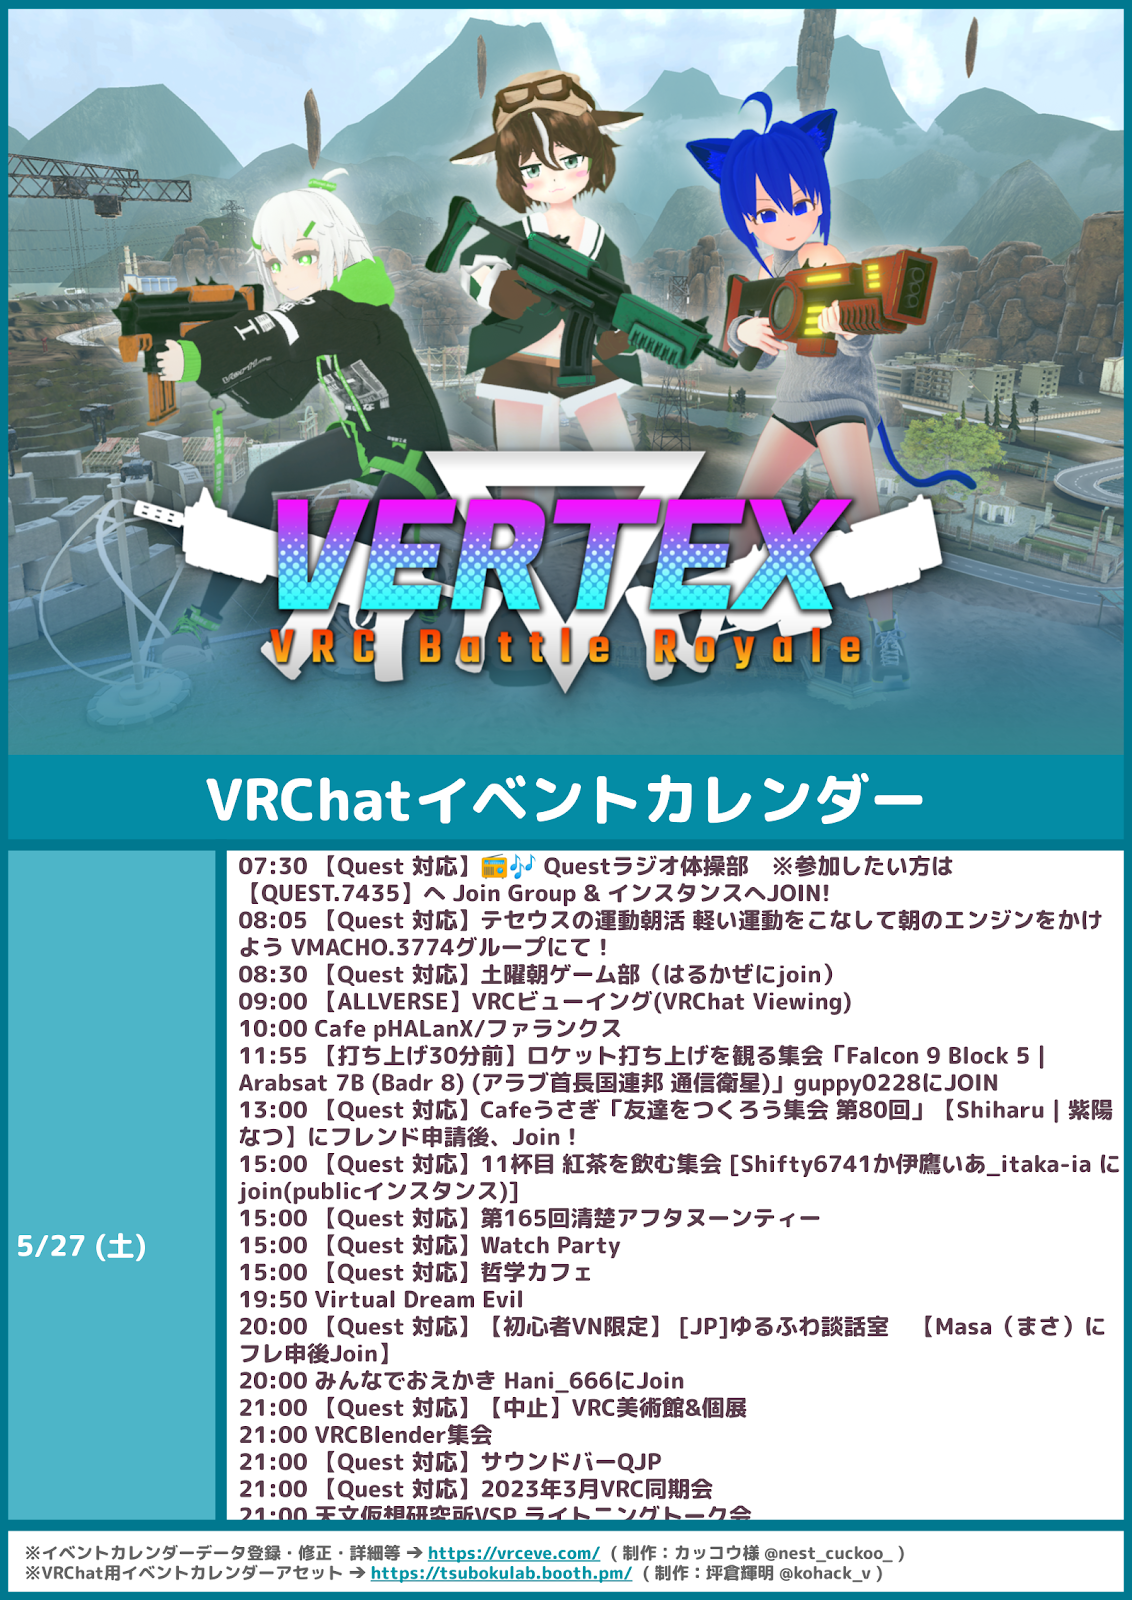 VERTEX
VRC Battle Royale
VRChatイベントカレンダー
5/27 (土)
07:30 【Quest 対応】📻🎶 Questラジオ体操部　※参加したい方は
【QUEST.7435】へ Join Group & インスタンスへJOIN!
08:05 【Quest 対応】テセウスの運動朝活 軽い運動をこなして朝のエンジンをかけ
よう VMACHO.3774グループにて！
08:30 【Quest 対応】土曜朝ゲーム部（はるかぜにjoin）
09:00 【ALLVERSE】VRCビューイング(VRChat Viewing)
10:00 Cafe pHALanX/ファランクス
11:55 【打ち上げ30分前】ロケット打ち上げを観る集会「Falcon 9 Block 5 |
Arabsat 7B (Badr 8) (アラブ首長国連邦 通信衛星)」guppy0228にJOIN
13:00 【Quest 対応】Cafeうさぎ「友達をつくろう集会 第80回」【Shiharu | 紫陽
なつ】にフレンド申請後、Join！
15:00 【Quest 対応】11杯目 紅茶を飲む集会 [Shifty6741か伊鷹いあ_itaka-ia に
join(publicインスタンス)]
15:00 【Quest 対応】第165回清楚アフタヌーンティー
15:00 【Quest 対応】Watch Party
15:00 【Quest 対応】哲学カフェ
19:50 Virtual Dream Evil
20:00 【Quest 対応】【初心者VN限定】 [JP]ゆるふわ談話室　【Masa（まさ）に
フレ申後Join】
20:00 みんなでおえかき Hani_666にJoin
21:00 【Quest 対応】【中止】VRC美術館&個展
21:00 VRCBlender集会
21:00 【Quest 対応】サウンドバーQJP
21:00 【Quest 対応】2023年3月VRC同期会
21:00 天文仮想研究所VSP ライトニングトーク会
※イベントカレンダーデータ登録・修正・詳細等 ➔ https://vrceve.com/ ( 制作：カッコウ様 @nest_cuckoo_ )
※VRChat用イベントカレンダーアセット ➔ https://tsubokulab.booth.pm/ ( 制作：坪倉輝明 @kohack_v )